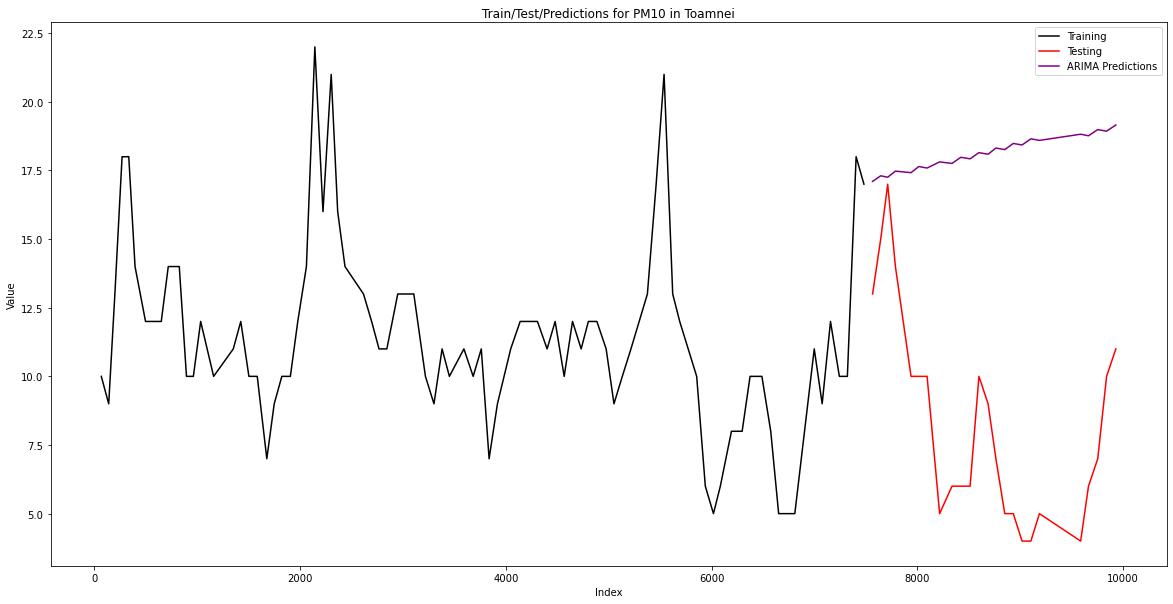 Train/Test/Predictions for PM10 in Toamnei
Training
Testing
ARIMA Predictions
22.5
20.0
17.5
15.0
12.5
10.0
7.5
5.0
Value
0 2000 4000 6000 8000 10000
Index